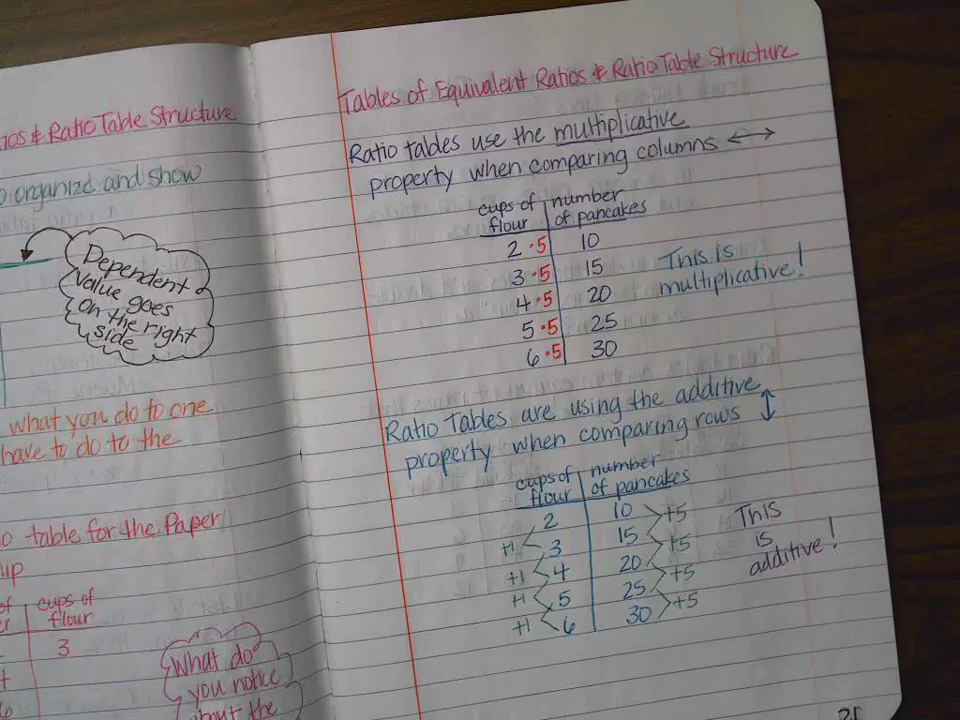 ios & Ratio Table Structure
o organize and show
Dependent
value goes
on the right
side
what you do to one
have to do to the
o table for the Paper
up
cups of
flour
3
What do
you notice
about the
Tables of Equivalent Ratios & Ratio Table Structure
Ratio tables use the multiplicative
property when comparing columns ↔
cups of flour | number of pancakes
2 ·5 | 10
3 ·5 | 15
4 ·5 | 20
5 ·5 | 25
6 ·5 | 30
This is
multiplicative!
Ratio Tables are using the additive
property when comparing rows ↕
cups of flour | number of pancakes
2 | 10
+1 +5
3 | 15
+1 +5
4 | 20
+1 +5
5 | 25
+1 +5
6 | 30
This
is
additive!